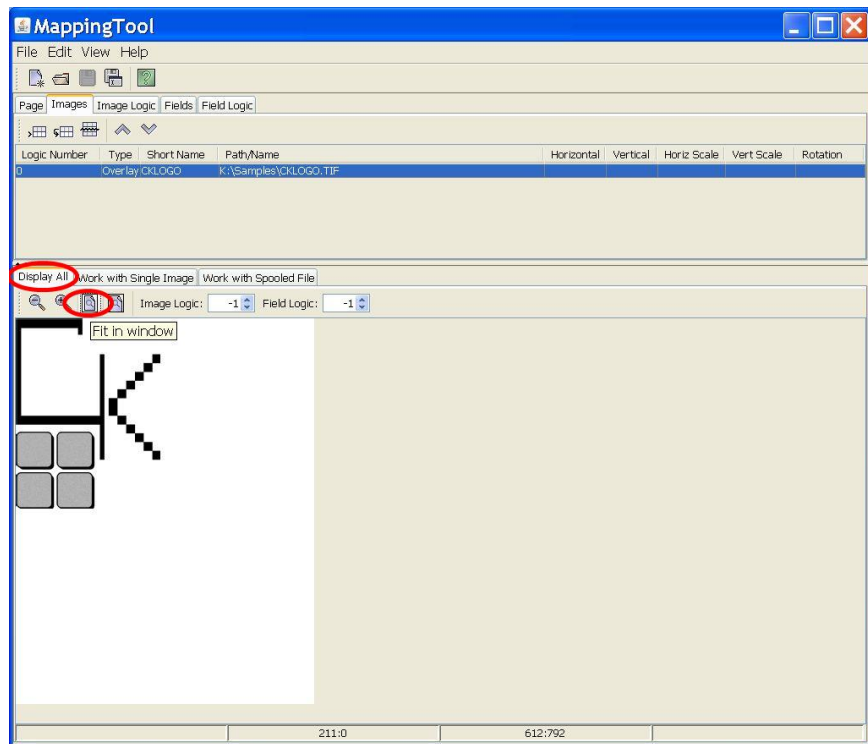 MappingTool
File Edit View Help
Page Images Image Logic Fields Field Logic
Logic Number Type Short Name Path/Name Horizontal Vertical Horiz Scale Vert Scale Rotation
0 Overlay CKLOGO K:\Samples\CKLOGO.TIF
Display All Work with Single Image Work with Spooled File
Image Logic: -1 Field Logic: -1
Fit in window
CK
211:0 612:792